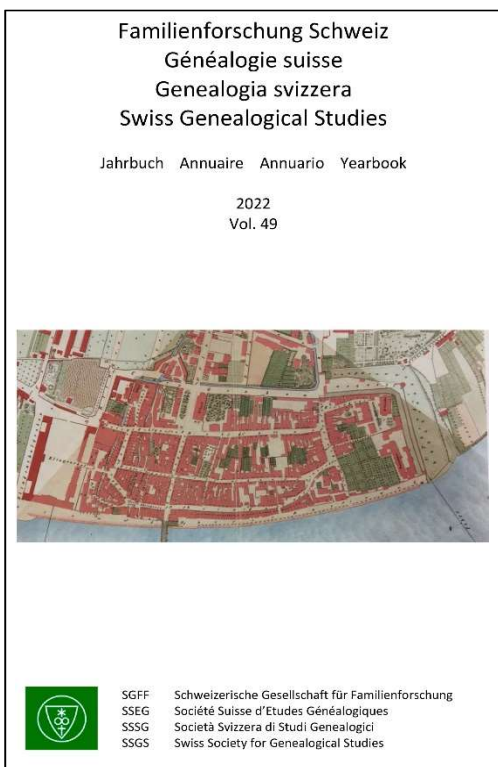 Familienforschung Schweiz
Généalogie suisse
Genealogia svizzera
Swiss Genealogical Studies
Jahrbuch Annuaire Annuario Yearbook
2022
Vol. 49
SGFF Schweizerische Gesellschaft für Familienforschung
SSEG Société Suisse d'Etudes Généalogiques
SSSG Società Svizzera di Studi Genealogici
SSGS Swiss Society for Genealogical Studies